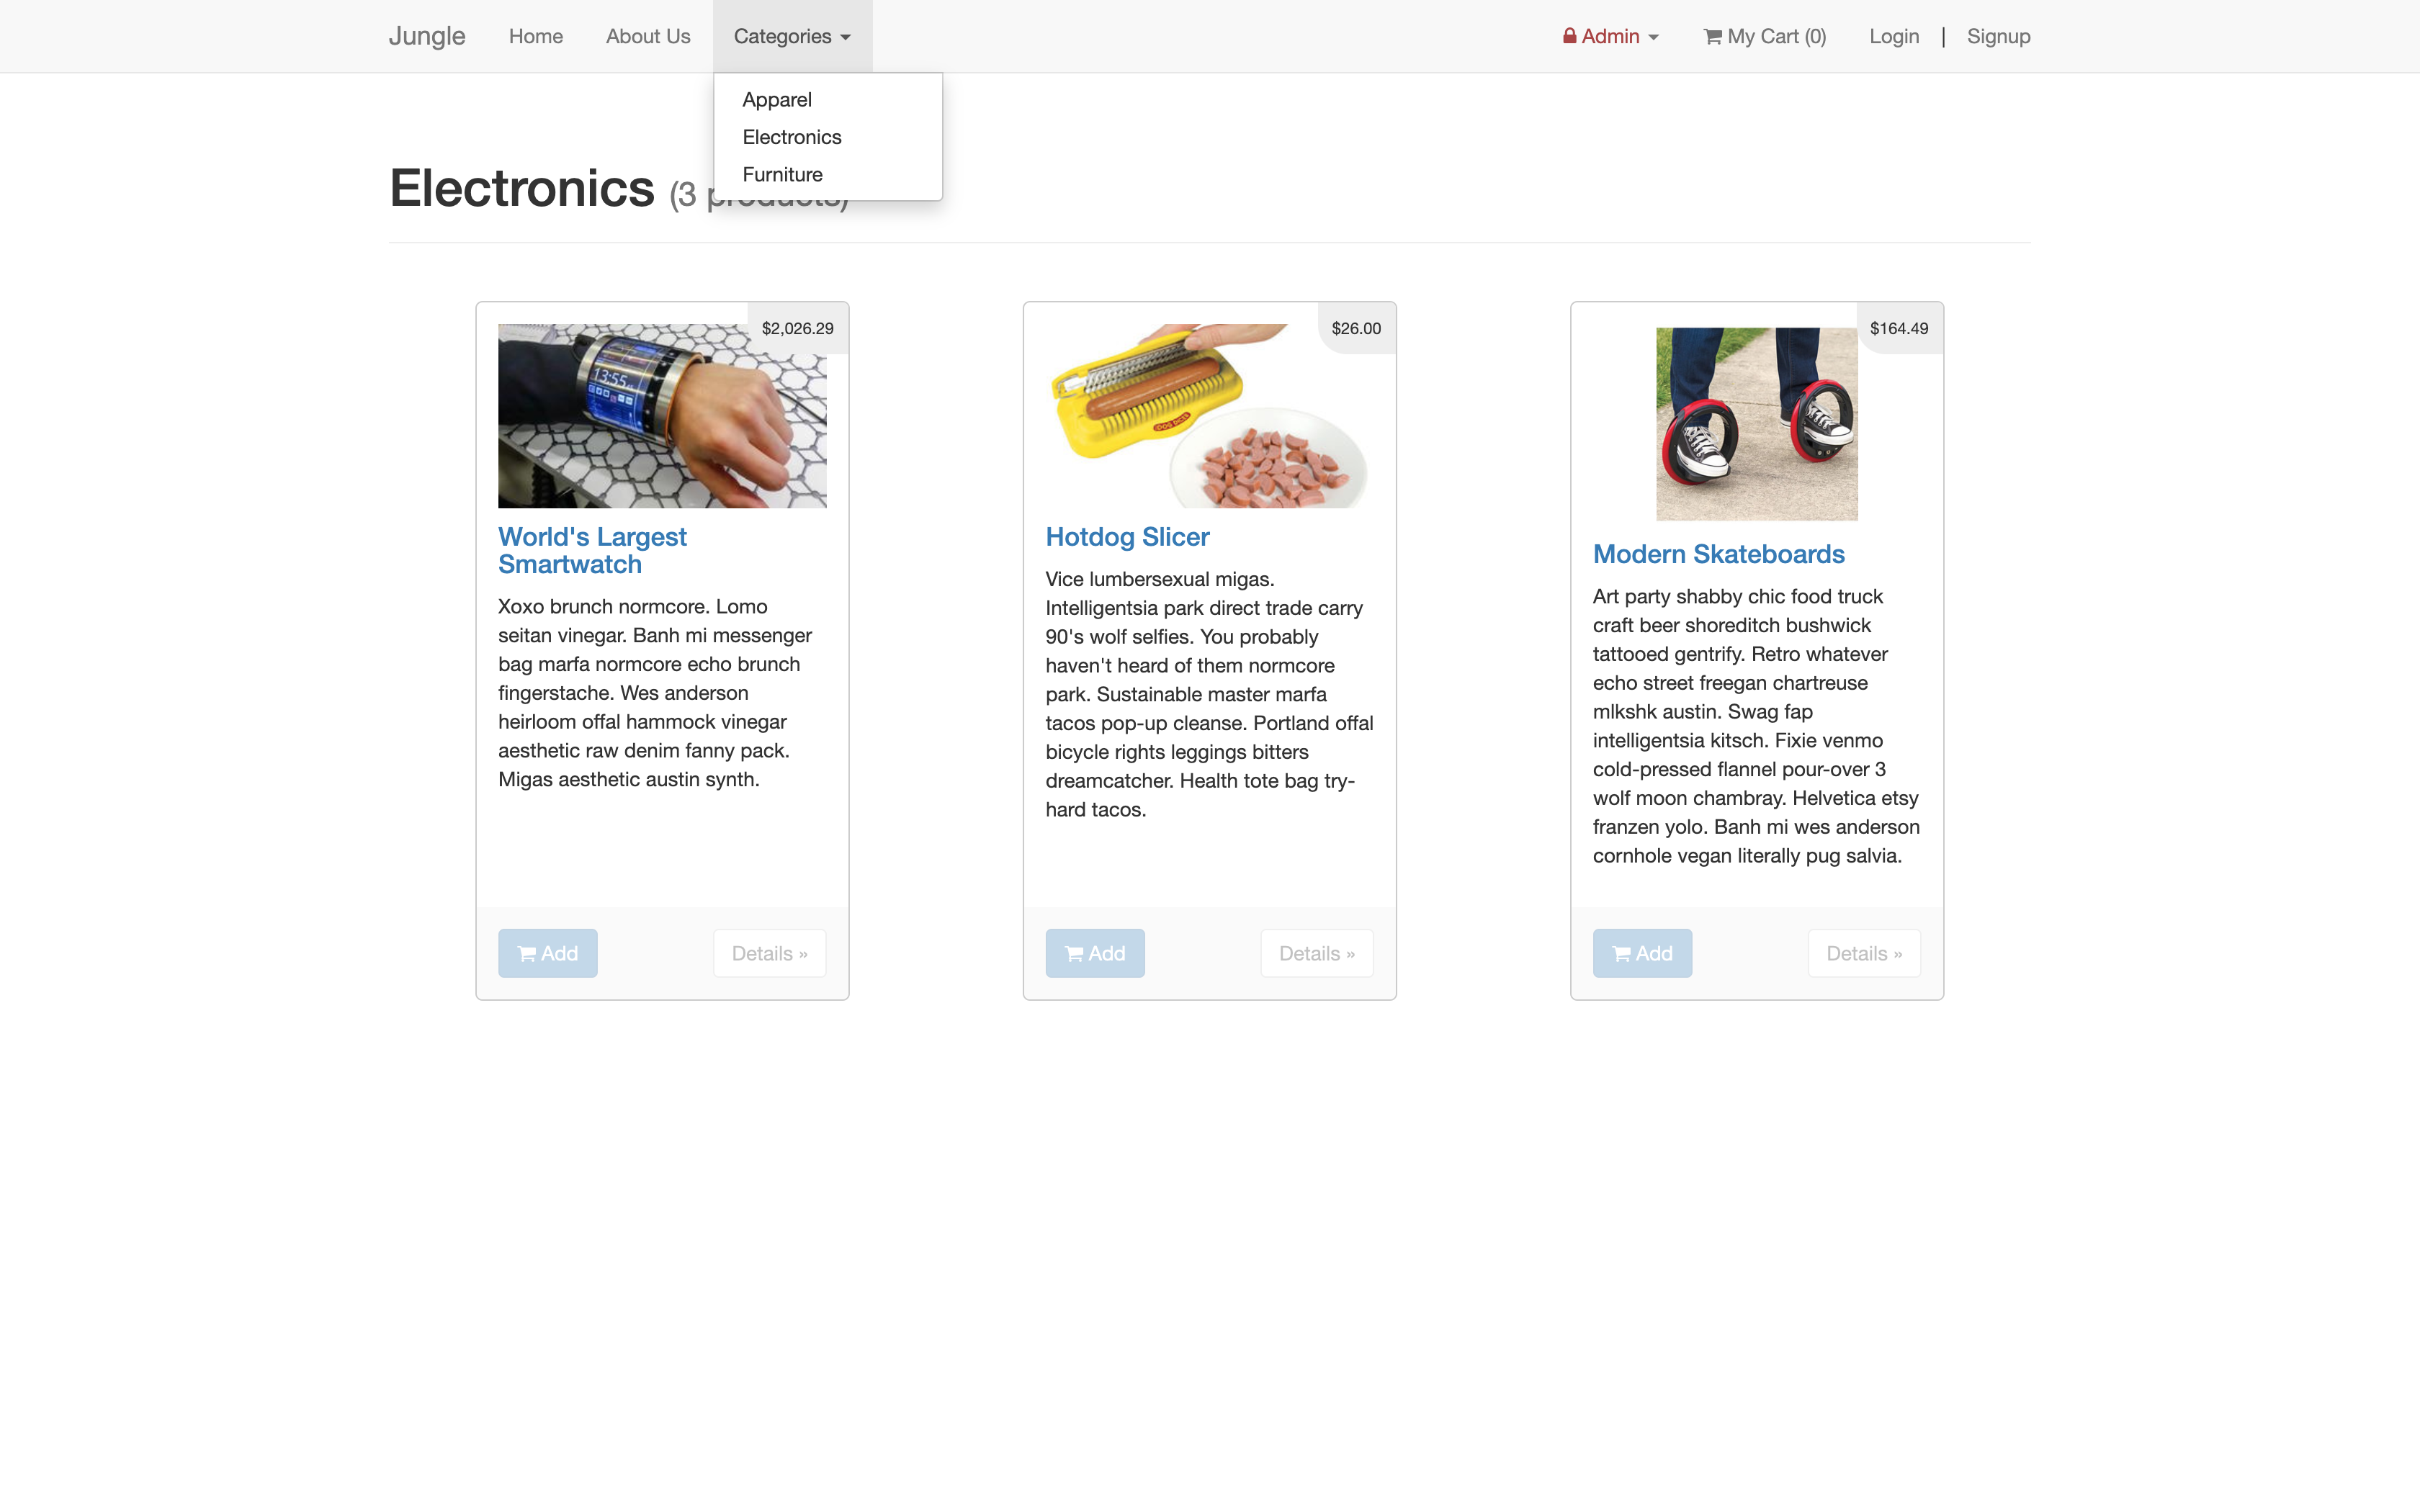 Jungle Home About Us Categories Admin My Cart (0) Login | Signup
Apparel
Electronics
Furniture
Electronics (3 products)
$2,026.29
13:55
World's Largest
Smartwatch
Xoxo brunch normcore. Lomo
seitan vinegar. Banh mi messenger
bag marfa normcore echo brunch
fingerstache. Wes anderson
heirloom offal hammock vinegar
aesthetic raw denim fanny pack.
Migas aesthetic austin synth.
Add Details »
$26.00
Hotdog Slicer
Vice lumbersexual migas.
Intelligentsia park direct trade carry
90's wolf selfies. You probably
haven't heard of them normcore
park. Sustainable master marfa
tacos pop-up cleanse. Portland offal
bicycle rights leggings bitters
dreamcatcher. Health tote bag try-
hard tacos.
Add Details »
$164.49
Modern Skateboards
Art party shabby chic food truck
craft beer shoreditch bushwick
tattooed gentrify. Retro whatever
echo street freegan chartreuse
mlkshk austin. Swag fap
intelligentsia kitsch. Fixie venmo
cold-pressed flannel pour-over 3
wolf moon chambray. Helvetica etsy
franzen yolo. Banh mi wes anderson
cornhole vegan literally pug salvia.
Add Details »